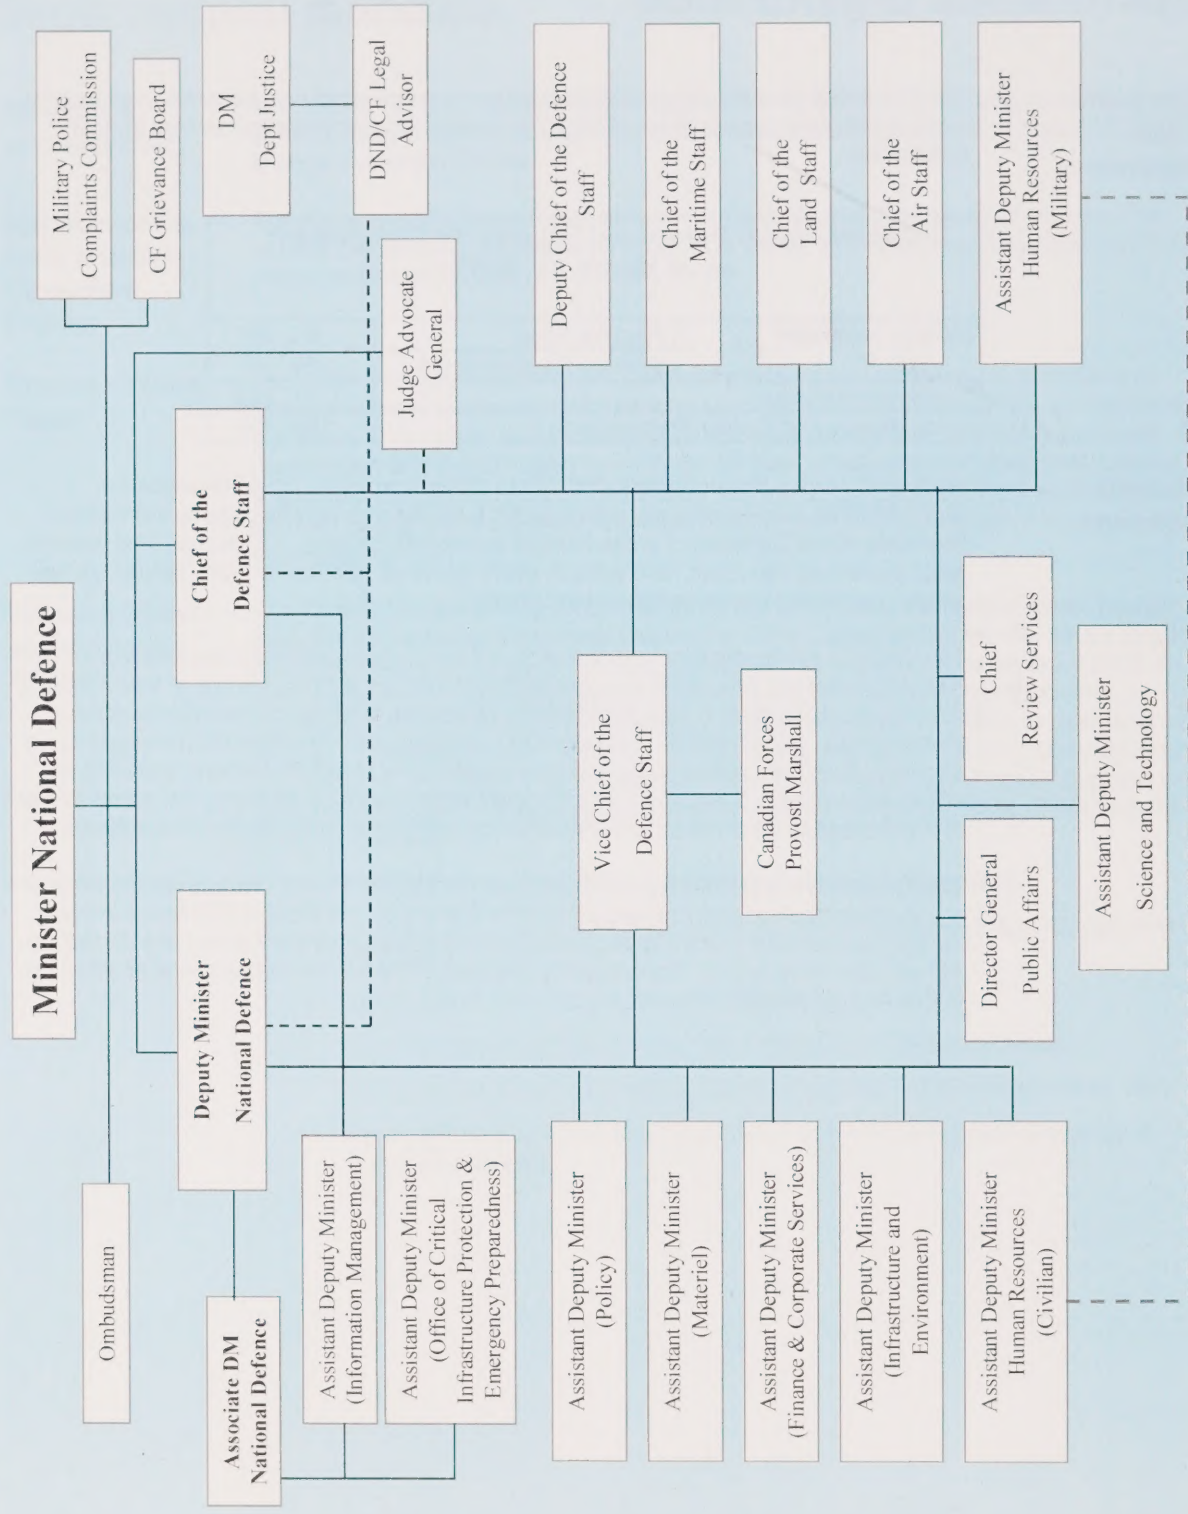 Minister National Defence
Ombudsman
Military Police
Complaints Commission
CF Grievance Board
Associate DM
National Defence
Deputy Minister
National Defence
Chief of the
Defence Staff
DM
Dept Justice
DND/CF Legal
Advisor
Judge Advocate
General
Assistant Deputy Minister
(Information Management)
Assistant Deputy Minister
(Office of Critical
Infrastructure Protection &
Emergency Preparedness)
Assistant Deputy Minister
(Policy)
Assistant Deputy Minister
(Materiel)
Assistant Deputy Minister
(Finance & Corporate Services)
Assistant Deputy Minister
(Infrastructure and
Environment)
Assistant Deputy Minister
Human Resources
(Civilian)
Vice Chief of the
Defence Staff
Canadian Forces
Provost Marshall
Director General
Public Affairs
Chief
Review Services
Assistant Deputy Minister
Science and Technology
Deputy Chief of the Defence
Staff
Chief of the
Maritime Staff
Chief of the
Land Staff
Chief of the
Air Staff
Assistant Deputy Minister
Human Resources
(Military)